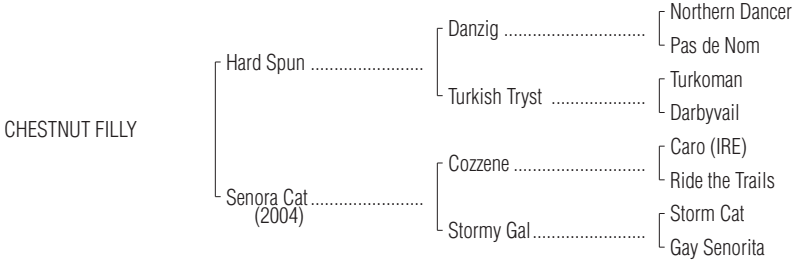 Northern Dancer
Danzig ..............................
Pas de Nom
Hard Spun ........................
Turkoman
Turkish Tryst ....................
Darbyvail
CHESTNUT FILLY
Caro (IRE)
Cozzene ............................
Ride the Trails
Senora Cat ........................
(2004)
Storm Cat
Stormy Gal ........................
Gay Senorita